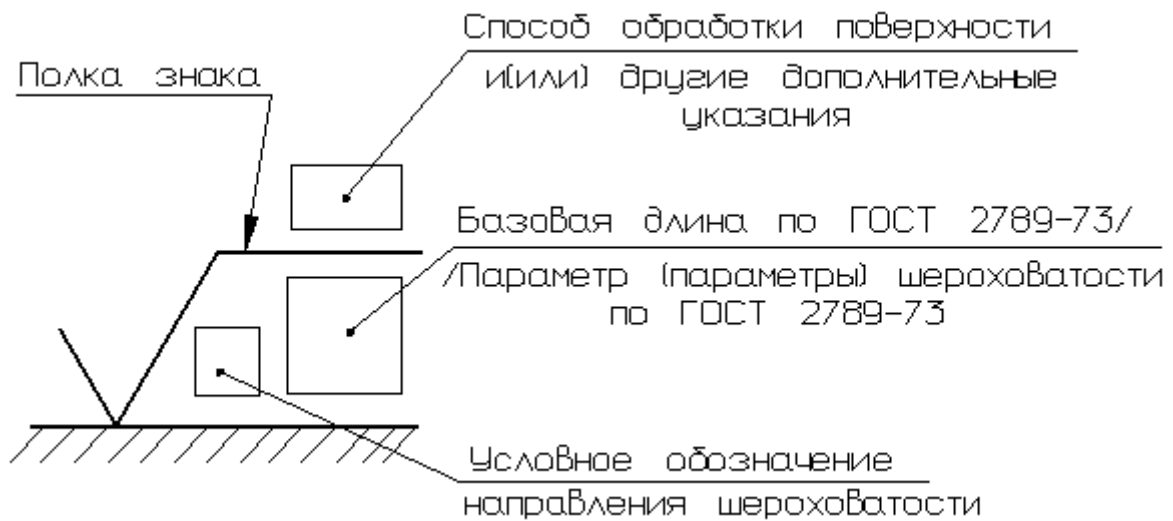 Способ обработки поверхности
и(или) другие дополнительные
указания
Полка знака
Базовая длина по ГОСТ 2789-73/
/Параметр (параметры) шероховатости
по ГОСТ 2789-73
Условное обозначение
направления шероховатости